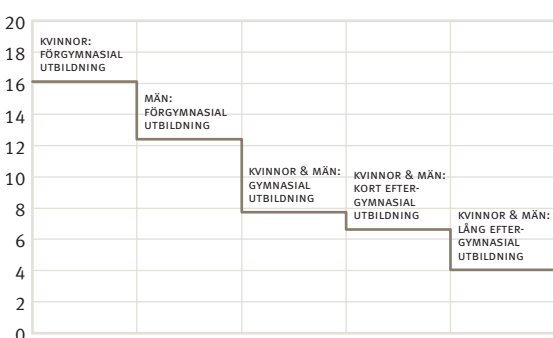 20
18
16
14
12
10
8
6
4
2
0
KVINNOR:
FÖRGYMNASIAL
UTBILDNING
MÄN:
FÖRGYMNASIAL
UTBILDNING
KVINNOR & MÄN:
GYMNASIAL
UTBILDNING
KVINNOR & MÄN:
KORT EFTER-
GYMNASIAL
UTBILDNING
KVINNOR & MÄN:
LÅNG EFTER-
GYMNASIAL
UTBILDNING